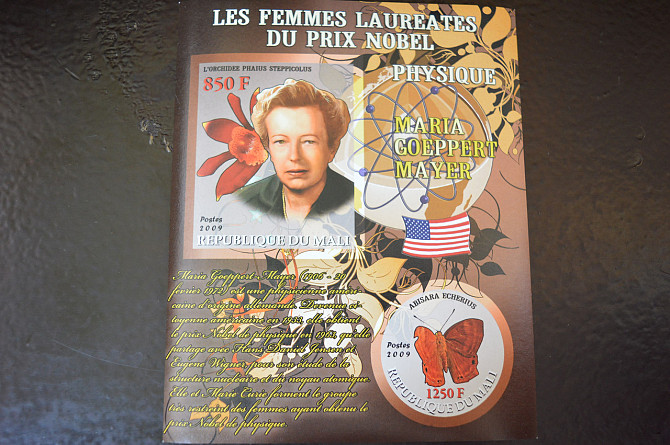 LES FEMMES LAUREATES
DU PRIX NOBEL
L'ORCHIDEE PHAIUS STEPPICOLUS
850 F
PHYSIQUE
MARIA
GOEPPERT
MAYER
Postes
2009
REPUBLIQUE DU MALI
Maria Goeppert-Mayer (1906 - 20
février 1972) est une physicienne améri-
caine d'origine allemande. Devenue ci-
toyenne américaine en 1933, elle obtient
le prix Nobel de physique en 1963, qu'elle
partage avec Hans Daniel Jensen et
Eugene Wigner, pour son étude de la
structure nucléaire et du noyau atomique.
Elle et Marie Curie forment le groupe
très restreint des femmes ayant obtenu le
prix Nobel de physique.
ABISARA ECHERIUS
Postes
2009
1250 F
REPUBLIQUE DU MALI